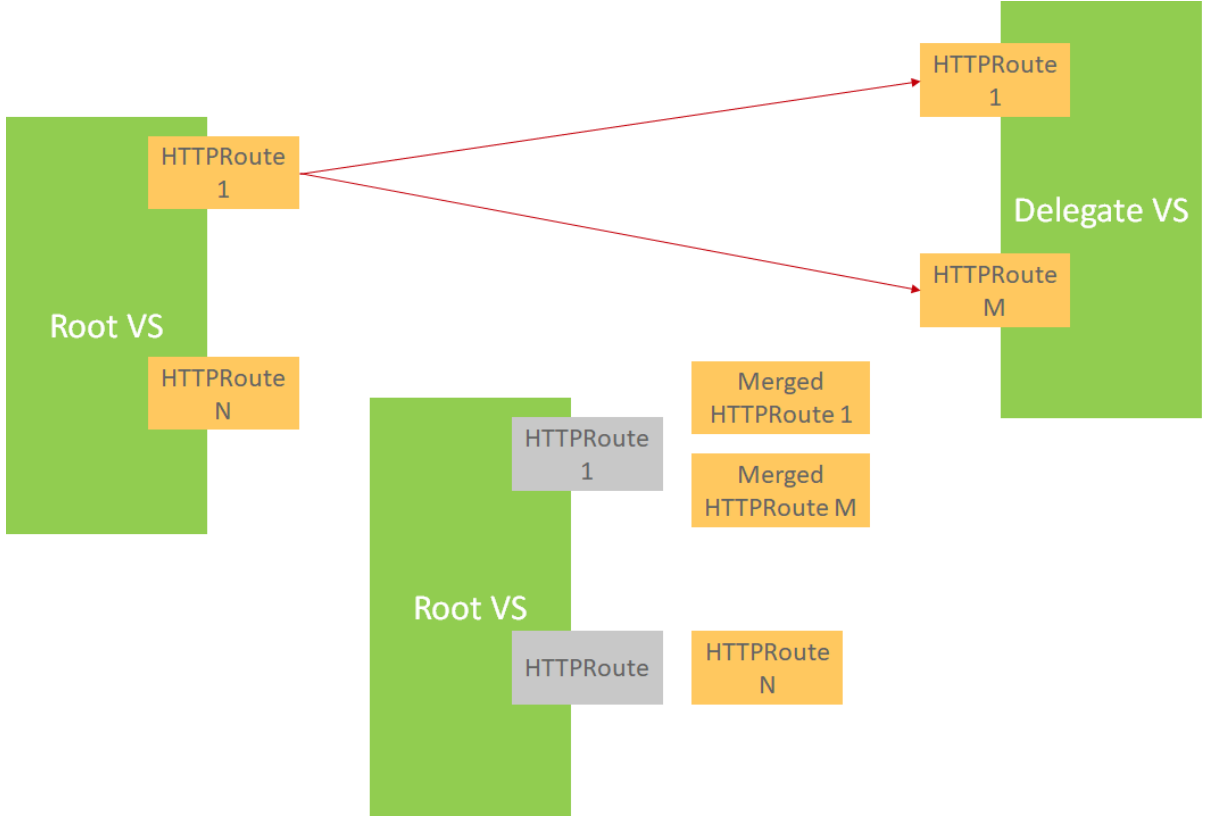 HTTPRoute
1
Delegate VS
HTTPRoute
M
HTTPRoute
1
Root VS
HTTPRoute
N
Merged
HTTPRoute 1
HTTPRoute
1
Merged
HTTPRoute M
Root VS
HTTPRoute
HTTPRoute
N